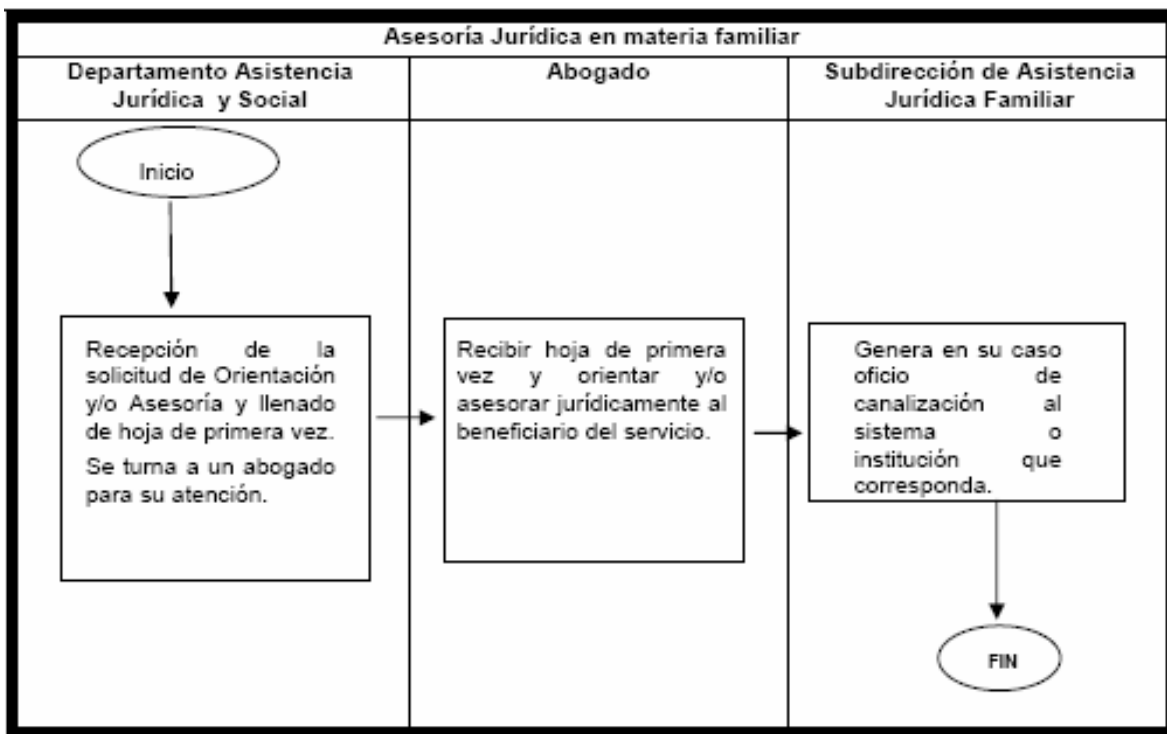 Asesoría Jurídica en materia familiar
Departamento Asistencia
Jurídica y Social
Abogado
Subdirección de Asistencia
Jurídica Familiar
Inicio
Recepción de la
solicitud de Orientación
y/o Asesoría y llenado
de hoja de primera vez.
Se turna a un abogado
para su atención.
Recibir hoja de primera
vez y orientar y/o
asesorar jurídicamente al
beneficiario del servicio.
Genera en su caso
oficio de
canalización al
sistema o
institución que
corresponda.
FIN